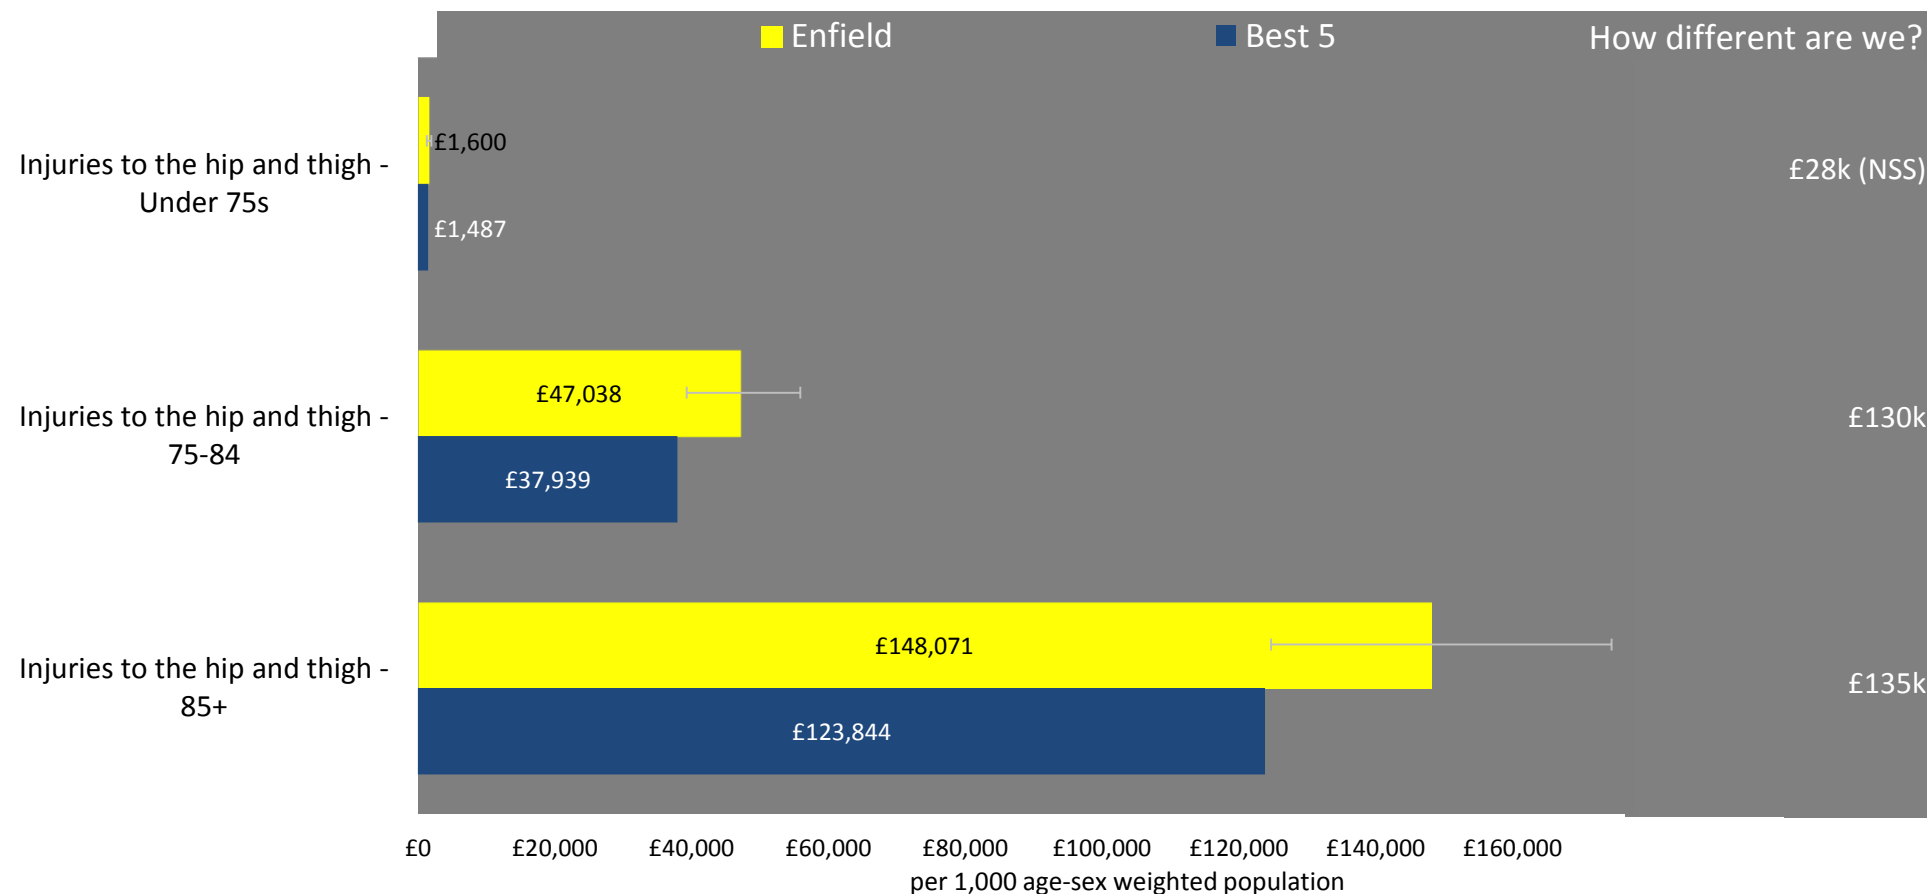 Enfield
Best 5
How different are we?
Injuries to the hip and thigh -
Under 75s
£1,600
£1,487
£28k (NSS)
Injuries to the hip and thigh -
75-84
£47,038
£37,939
£130k
Injuries to the hip and thigh -
85+
£148,071
£123,844
£135k
£0
£20,000
£40,000
£60,000
£80,000
£100,000
£120,000
£140,000
£160,000
per 1,000 age-sex weighted population